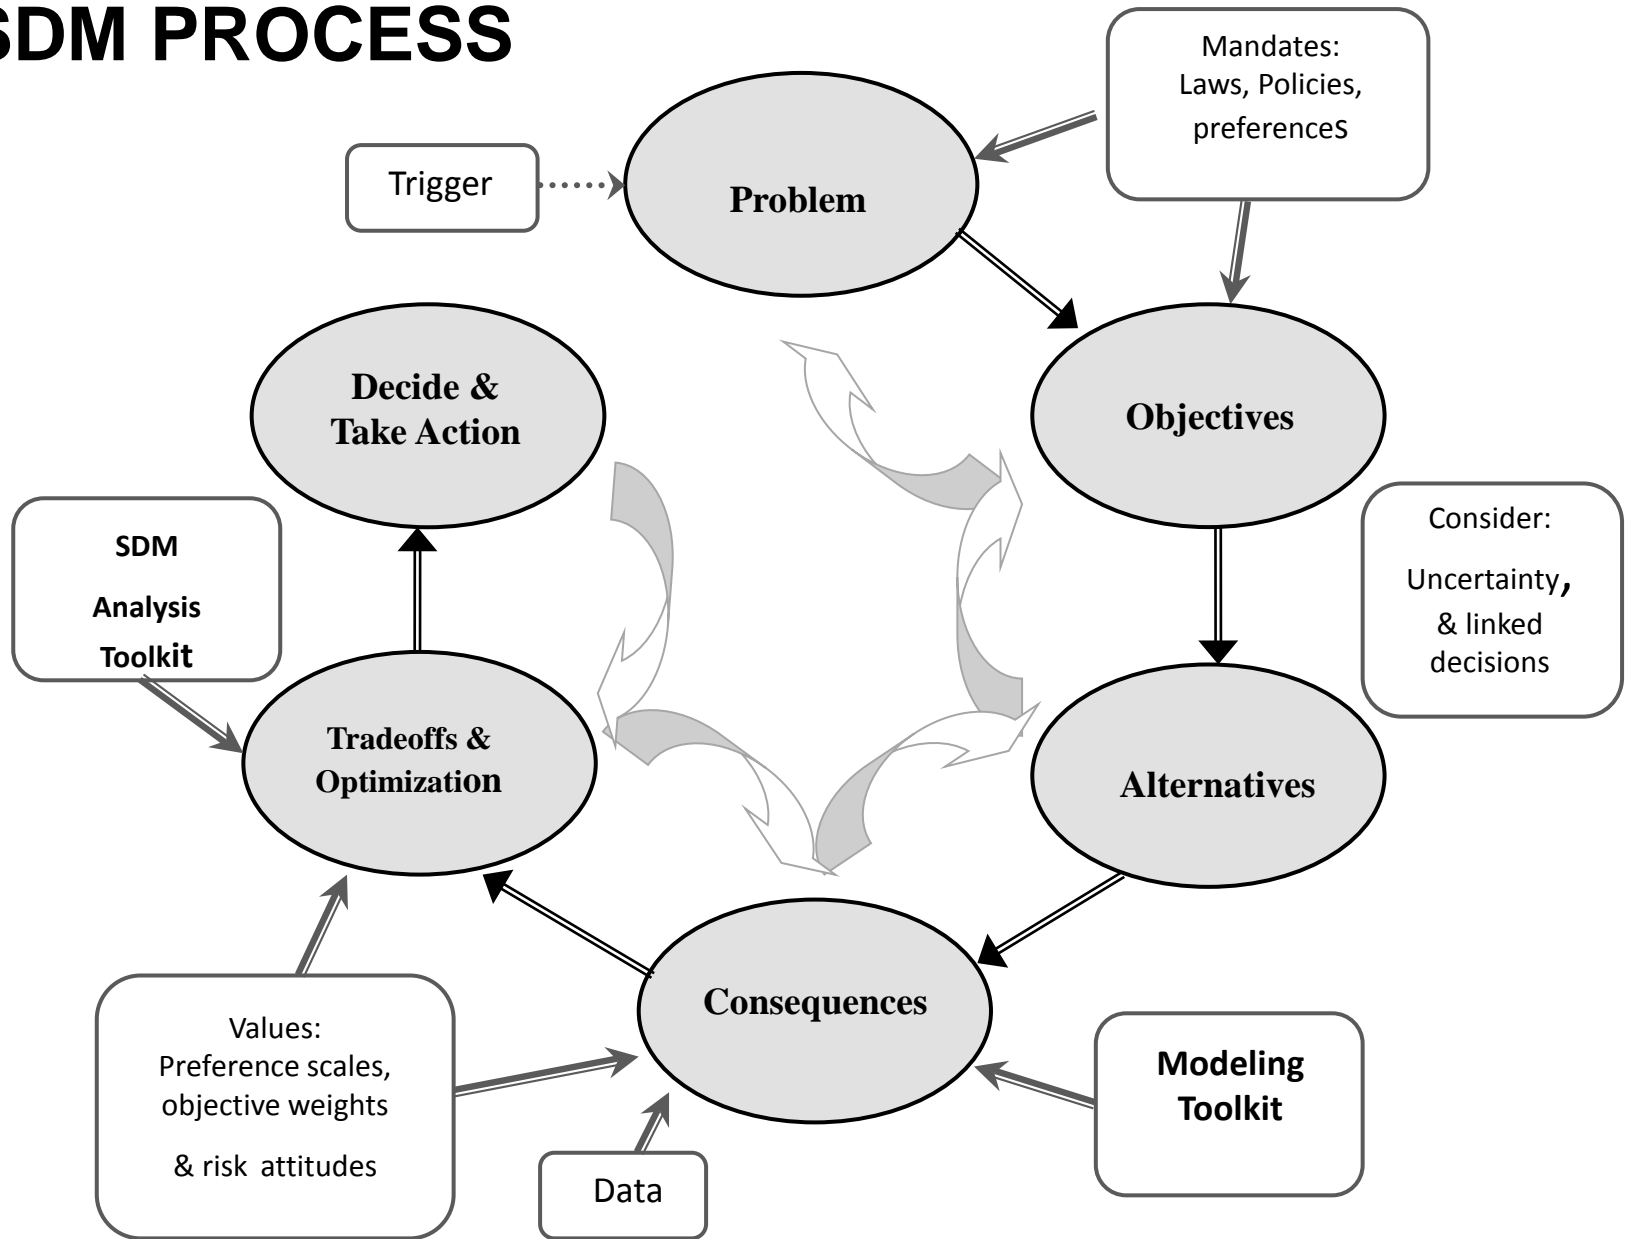 SDM PROCESS
Mandates:
Laws, Policies,
preferences
Trigger
Problem
Decide &
Take Action
Objectives
SDM
Analysis
Toolkit
Consider:
Uncertainty,
& linked
decisions
Tradeoffs &
Optimization
Alternatives
Consequences
Values:
Preference scales,
objective weights
& risk attitudes
Modeling
Toolkit
Data